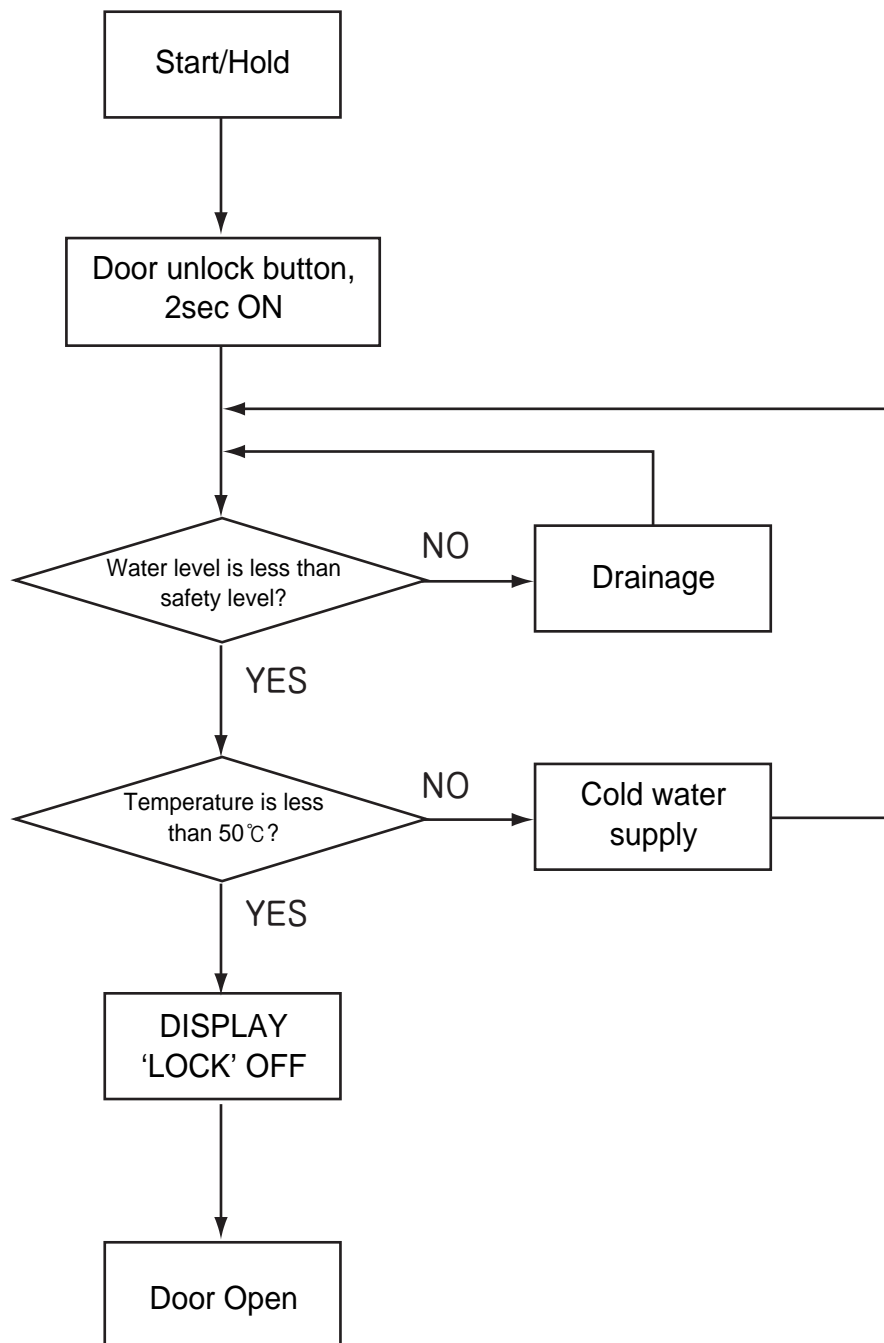 Start/Hold
Door unlock button,
2sec ON
Water level is less than
safety level?
NO
Drainage
YES
Temperature is less
than 50℃?
NO
Cold water
supply
YES
DISPLAY
‘LOCK’ OFF
Door Open